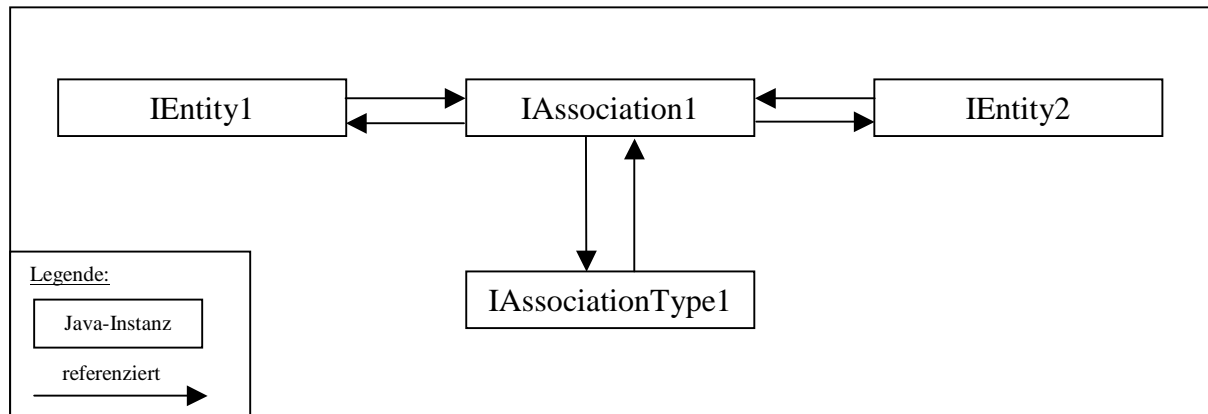 IEntity1
IAssociation1
IEntity2
IAssociationType1
Legende:
Java-Instanz
referenziert